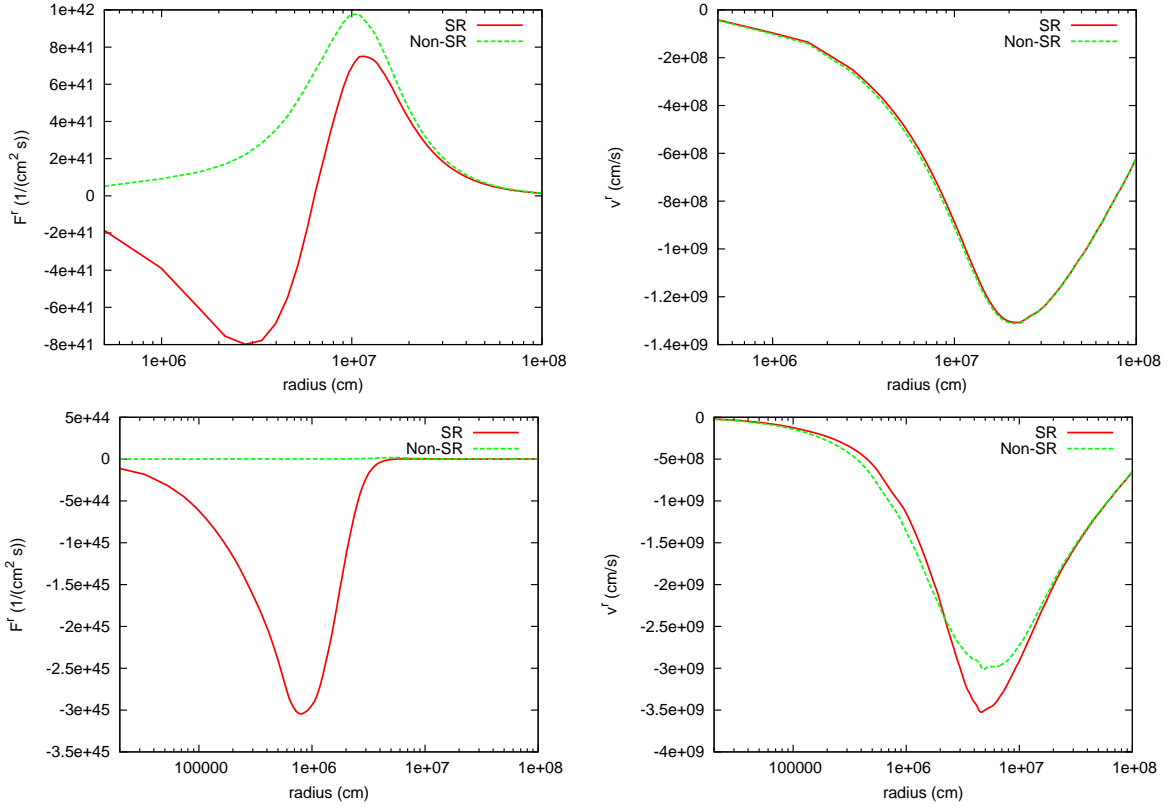 1e+42
8e+41
6e+41
4e+41
2e+41
0
-2e+41
-4e+41
-6e+41
-8e+41
1e+06
1e+07
1e+08
radius (cm)
F^r (1/(cm^2 s))
SR
Non-SR
0
-2e+08
-4e+08
-6e+08
-8e+08
-1e+09
-1.2e+09
-1.4e+09
1e+06
1e+07
1e+08
radius (cm)
v^r (cm/s)
SR
Non-SR
5e+44
0
-5e+44
-1e+45
-1.5e+45
-2e+45
-2.5e+45
-3e+45
-3.5e+45
100000
1e+06
1e+07
1e+08
radius (cm)
F^r (1/(cm^2 s))
SR
Non-SR
0
-5e+08
-1e+09
-1.5e+09
-2e+09
-2.5e+09
-3e+09
-3.5e+09
-4e+09
100000
1e+06
1e+07
1e+08
radius (cm)
v^r (cm/s)
SR
Non-SR